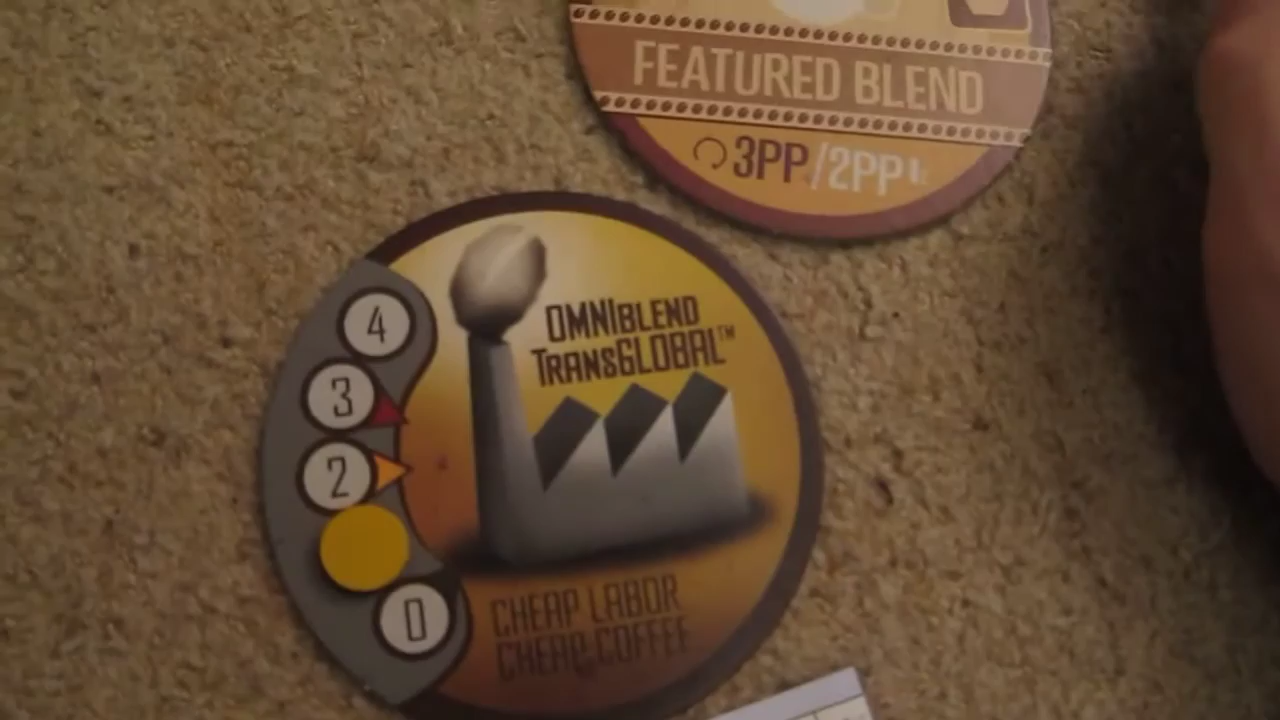 FEATURED BLEND
3PP/2PP
OMNIBLEND
TRANSGLOBAL™
4
3
2
0
CHEAP LABOR
CHEAP COFFEE